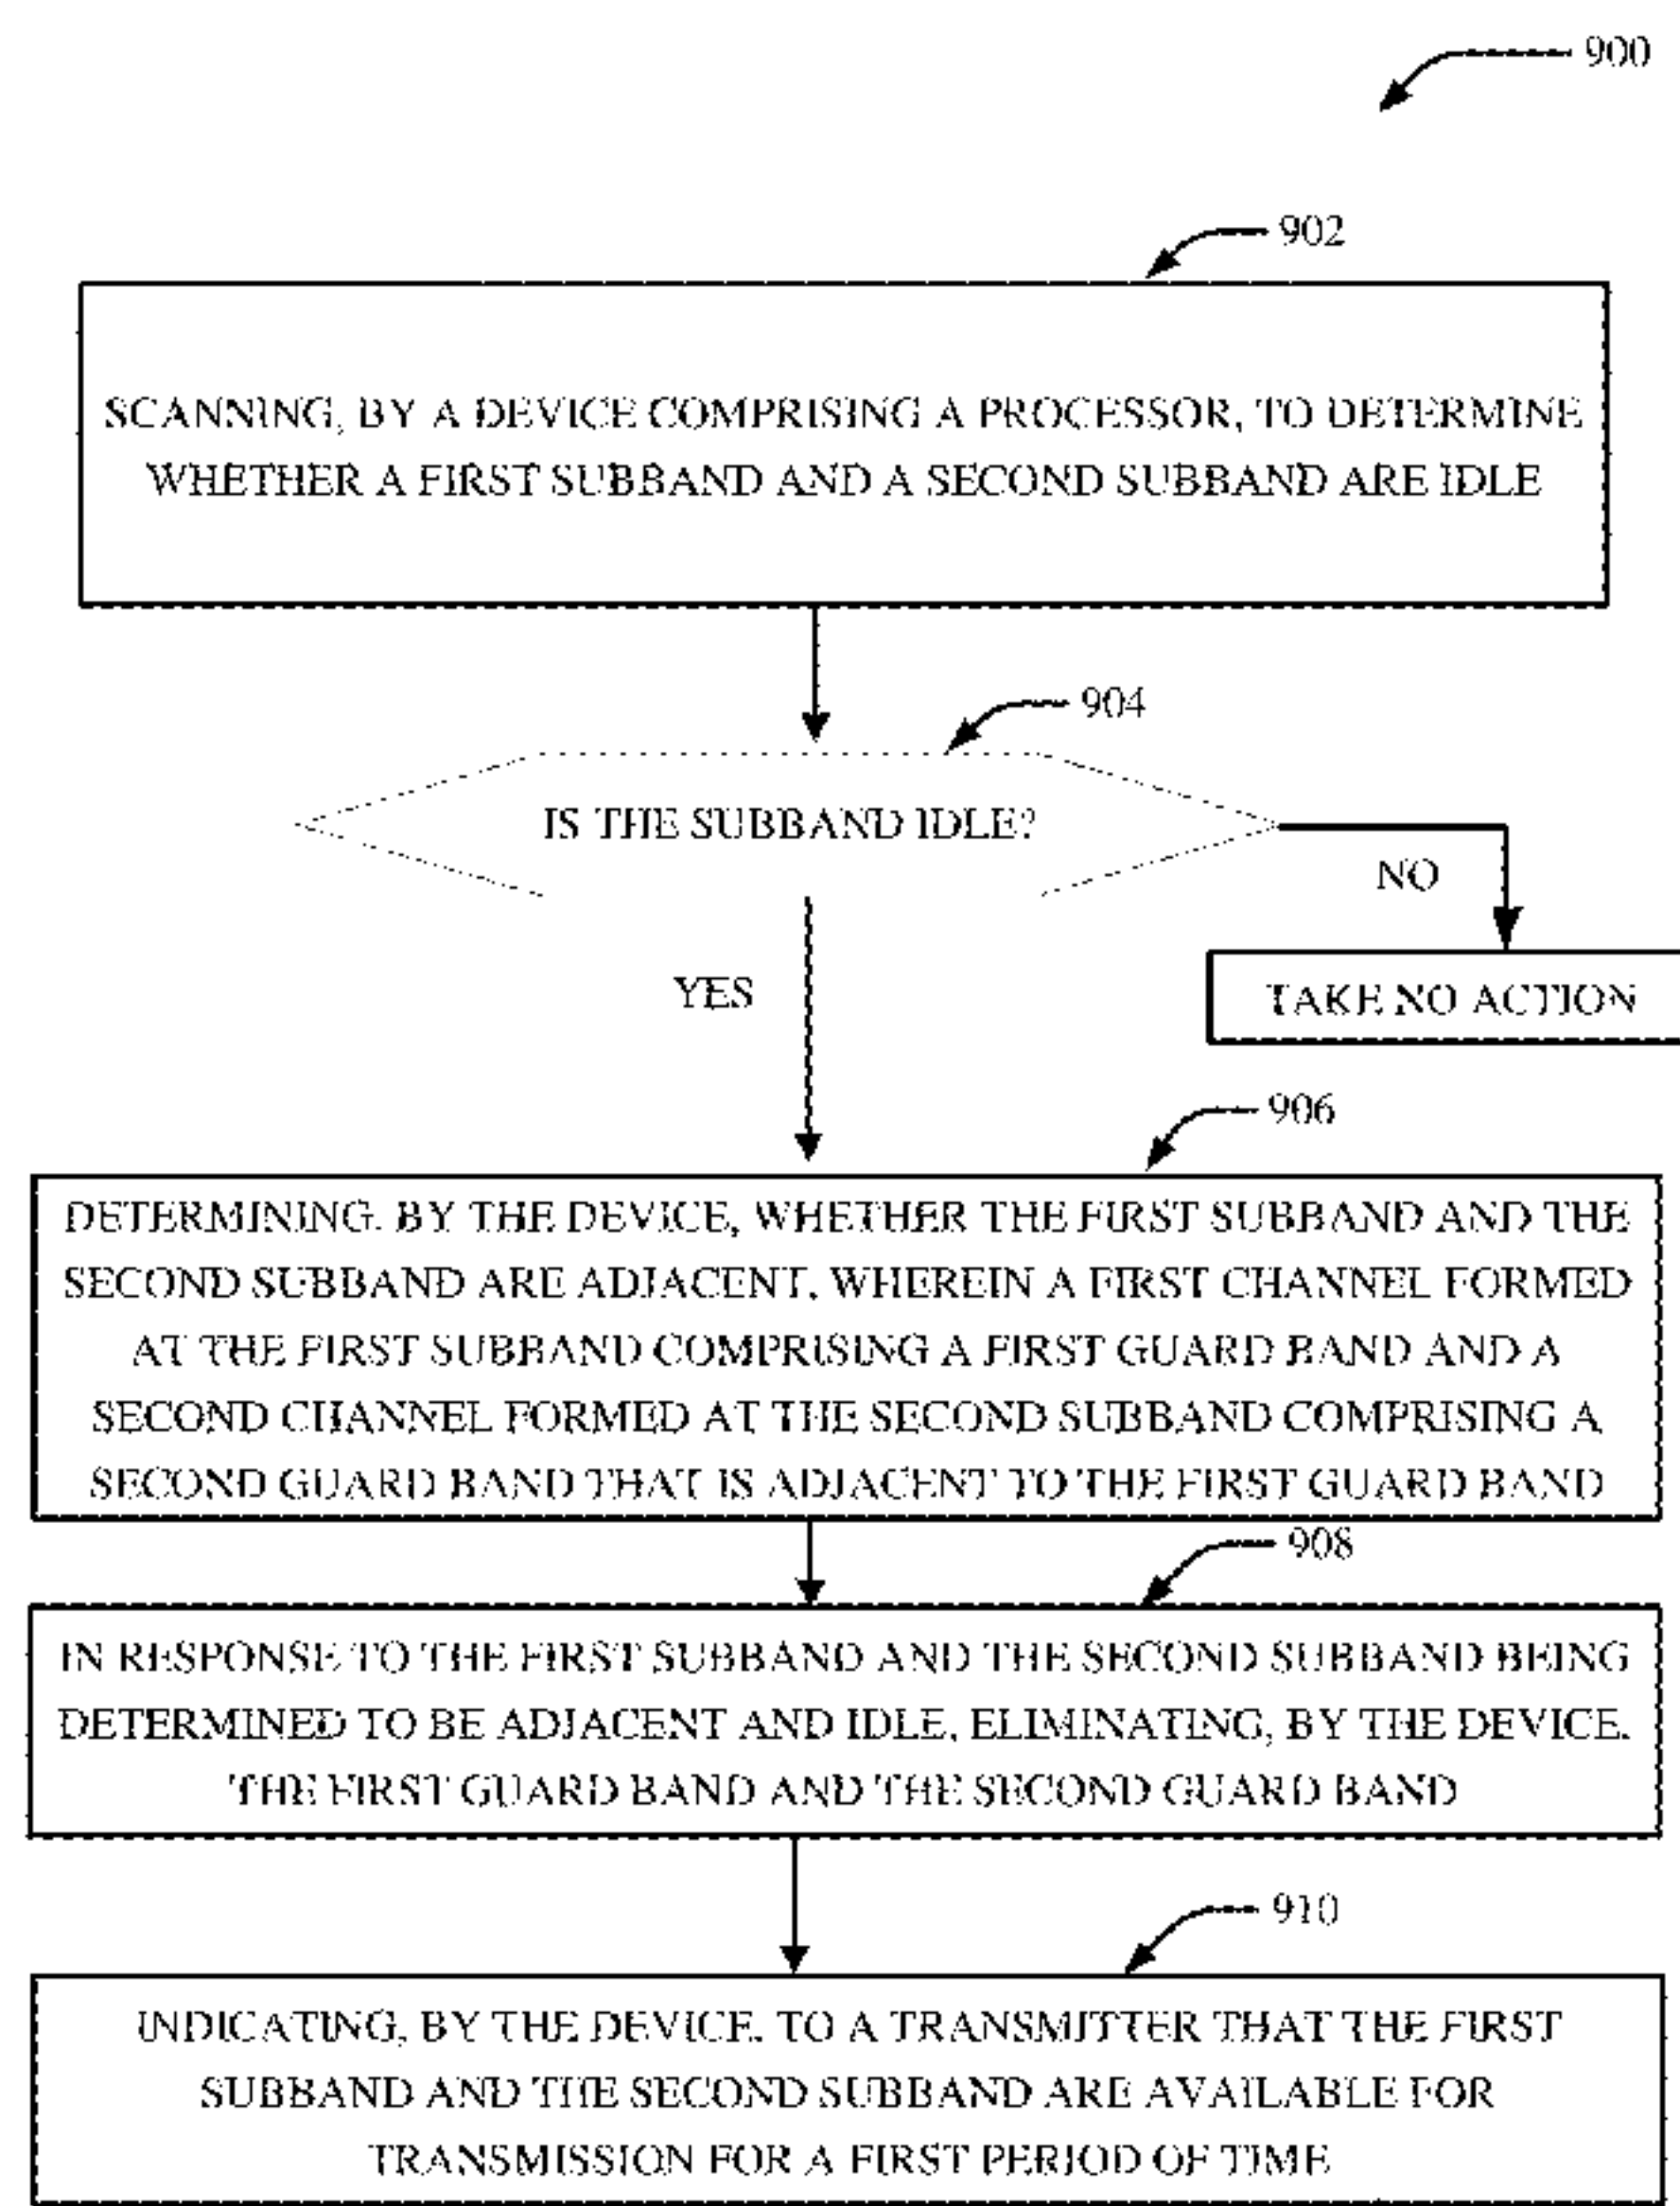 900
902
SCANNING, BY A DEVICE COMPRISING A PROCESSOR, TO DETERMINE
WHETHER A FIRST SUBBAND AND A SECOND SUBBAND ARE IDLE
904
IS THE SUBBAND IDLE?
NO
YES
TAKE NO ACTION
906
DETERMINING, BY THE DEVICE, WHETHER THE FIRST SUBBAND AND THE
SECOND SUBBAND ARE ADJACENT, WHEREIN A FIRST CHANNEL FORMED
AT THE FIRST SUBBAND COMPRISING A FIRST GUARD BAND AND A
SECOND CHANNEL FORMED AT THE SECOND SUBBAND COMPRISING A
SECOND GUARD BAND THAT IS ADJACENT TO THE FIRST GUARD BAND
908
IN RESPONSE TO THE FIRST SUBBAND AND THE SECOND SUBBAND BEING
DETERMINED TO BE ADJACENT AND IDLE, ELIMINATING, BY THE DEVICE,
THE FIRST GUARD BAND AND THE SECOND GUARD BAND
910
INDICATING, BY THE DEVICE, TO A TRANSMITTER THAT THE FIRST
SUBBAND AND THE SECOND SUBBAND ARE AVAILABLE FOR
TRANSMISSION FOR A FIRST PERIOD OF TIME